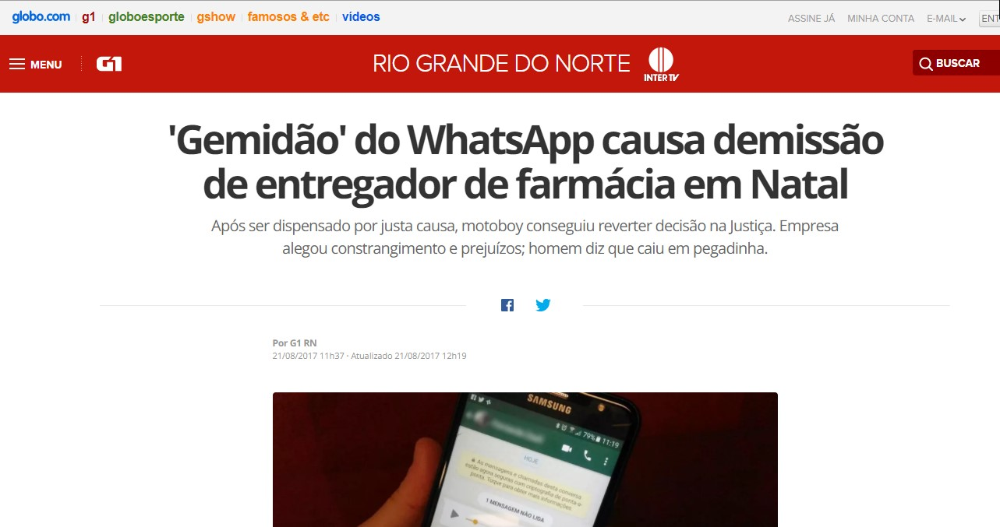 globo.com g1 globoesporte gshow famosos & etc vídeos ASSINE JÁ MINHA CONTA E-MAIL ENT
MENU G1 RIO GRANDE DO NORTE INTER TV BUSCAR
'Gemidão' do WhatsApp causa demissão
de entregador de farmácia em Natal
Após ser dispensado por justa causa, motoboy conseguiu reverter decisão na Justiça. Empresa
alegou constrangimento e prejuízos; homem diz que caiu em pegadinha.
Por G1 RN
21/08/2017 11h37 · Atualizado 21/08/2017 12h19
SAMSUNG
79% 11:19
HOJE
As mensagens e chamadas desta conversa
estão agora seguras com criptografia de ponta-a-
ponta. Toque para obter mais informações.
1 MENSAGEM NÃO LIDA